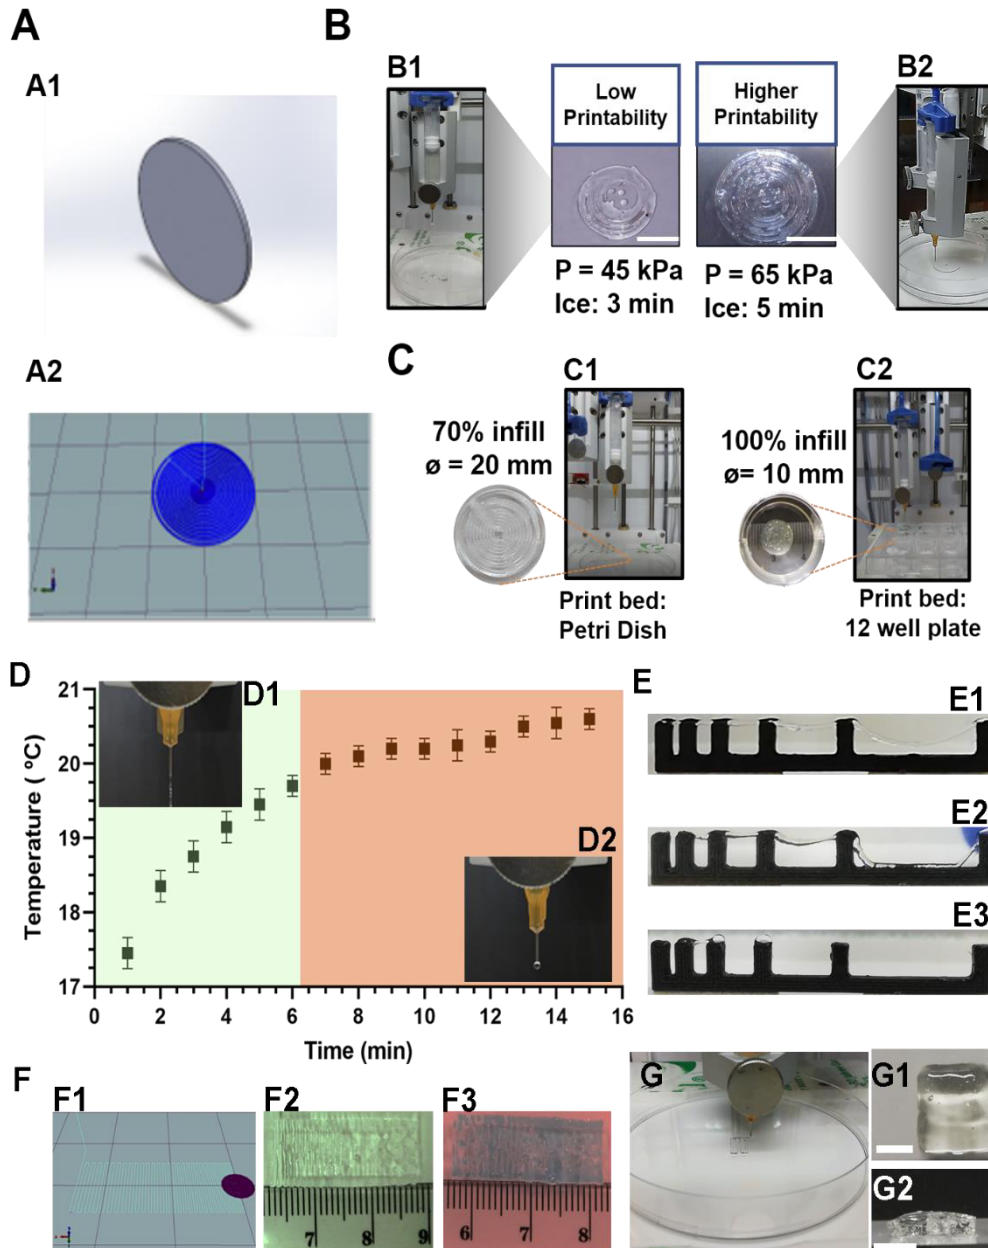 A
A1
A2
B
B1
Low
Printability
Higher
Printability
B2
P = 45 kPa
Ice: 3 min
P = 65 kPa
Ice: 5 min
C
C1
70% infill
ø = 20 mm
Print bed:
Petri Dish
C2
100% infill
ø= 10 mm
Print bed:
12 well plate
D
D1
D2
Temperature ( °C)
21
20
19
18
17
0
2
4
6
8
10
12
14
16
Time (min)
E
E1
E2
E3
F
F1
F2
7
8
9
F3
6
7
8
G
G1
G2